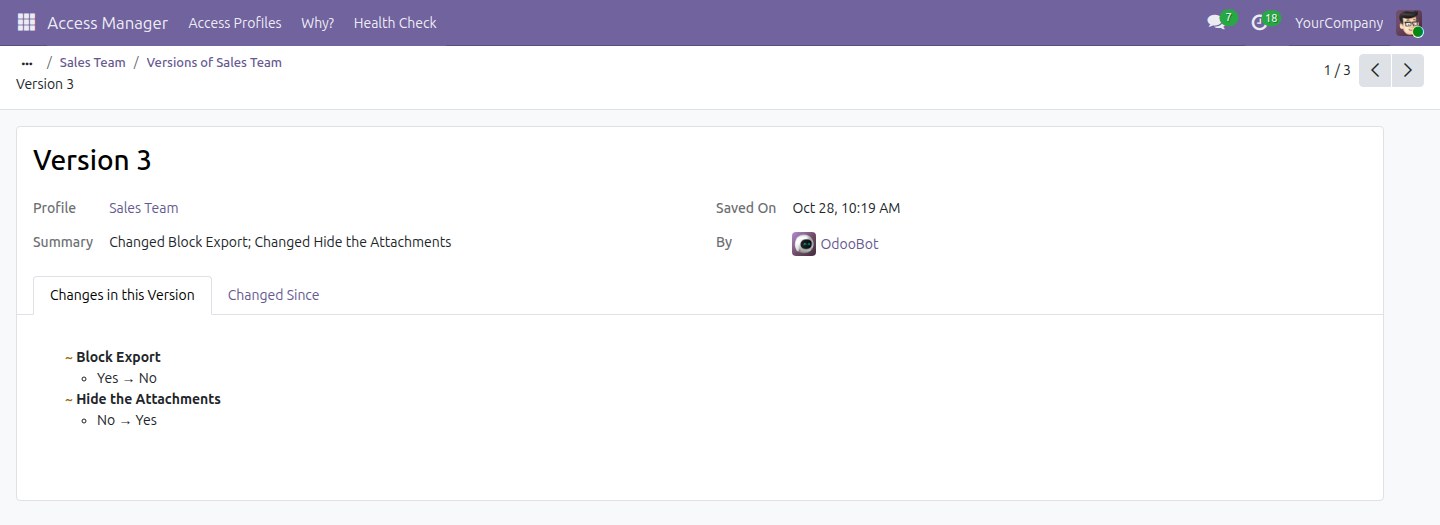 Access Manager Access Profiles Why? Health Check 7 18 YourCompany
... / Sales Team / Versions of Sales Team
1 / 3
Version 3
Version 3
Profile Sales Team Saved On Oct 28, 10:19 AM
Summary Changed Block Export; Changed Hide the Attachments By OdooBot
Changes in this Version Changed Since
~ Block Export
◦ Yes → No
~ Hide the Attachments
◦ No → Yes